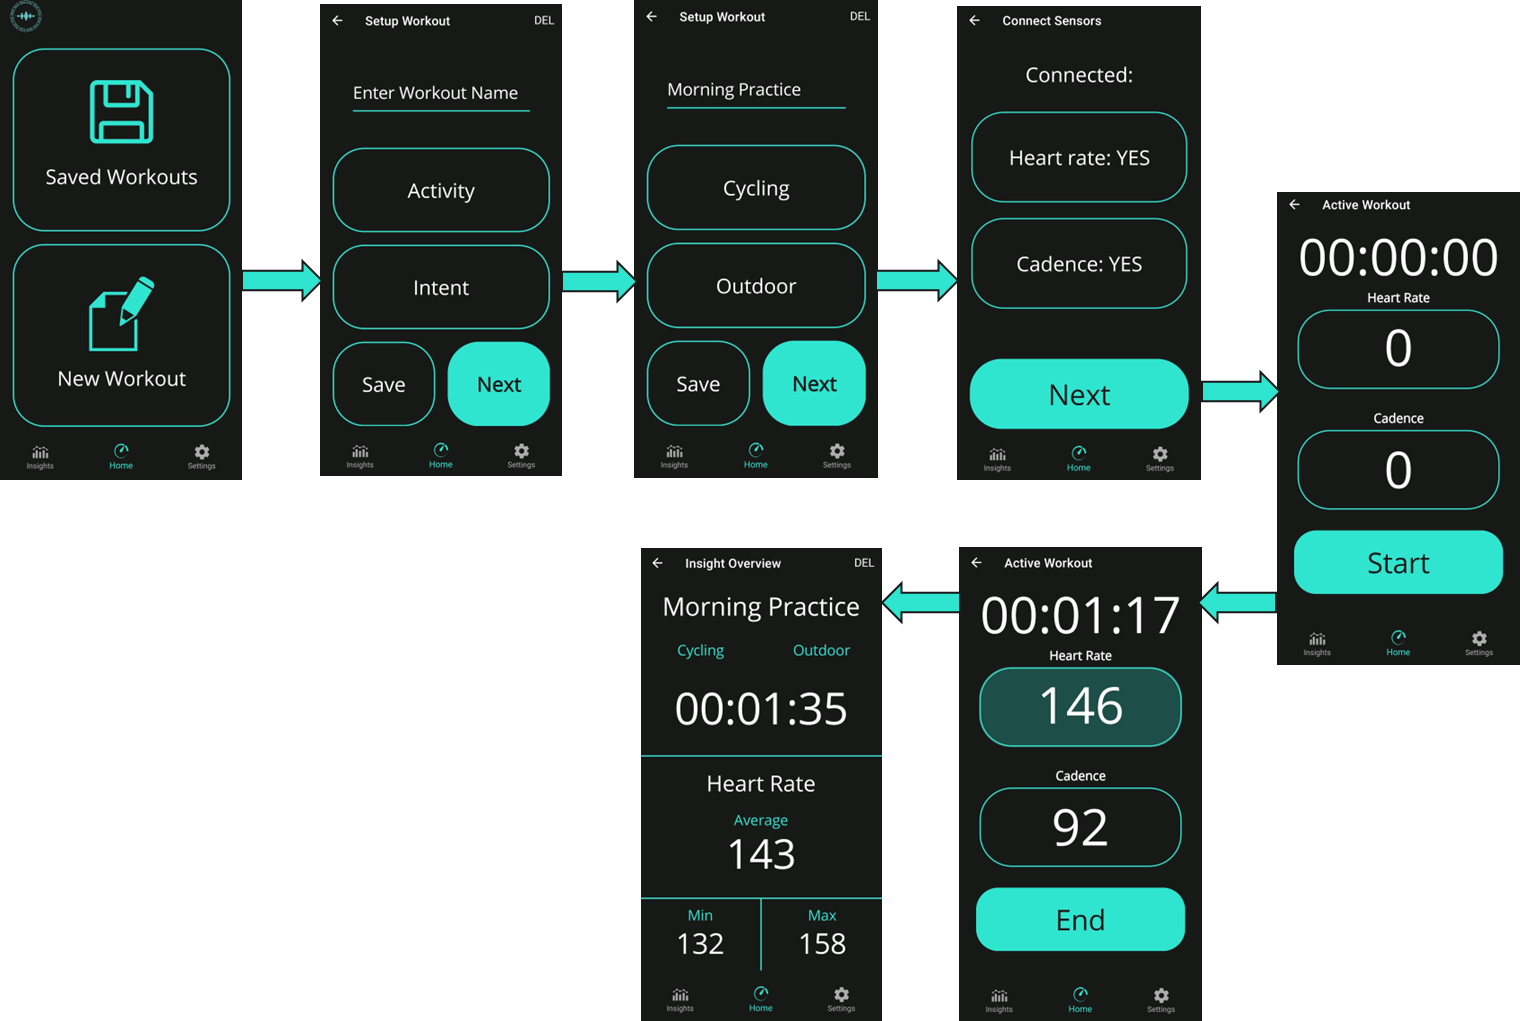 Saved Workouts
New Workout
Insights
Home
Settings
Setup Workout
DEL
Enter Workout Name
Activity
Intent
Save
Next
Insights
Home
Settings
Setup Workout
DEL
Morning Practice
Cycling
Outdoor
Save
Next
Insights
Home
Settings
Connect Sensors
Connected:
Heart rate: YES
Cadence: YES
Next
Insights
Home
Settings
Active Workout
00:00:00
Heart Rate
0
Cadence
0
Start
Insights
Home
Settings
Active Workout
00:01:17
Heart Rate
146
Cadence
92
End
Insights
Home
Settings
Insight Overview
DEL
Morning Practice
Cycling
Outdoor
00:01:35
Heart Rate
Average
143
Min
Max
132
158
Insights
Home
Settings